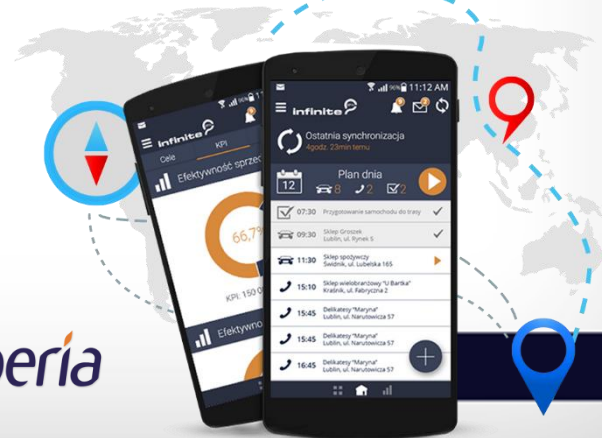 90% 11:12 AM
infinite
Ostatnia synchronizacja
4godz. 23min temu
Plan dnia
12
8
2
2
07:30 Przygotowanie samochodu do trasy
09:30 Sklep Groszek
Lublin, ul. Rynek 5
11:30 Sklep spożywczy
Świdnik, ul. Lubelska 165
15:10 Sklep wielobranżowy "U Bartka"
Kraśnik, ul. Fabryczna 2
15:45 Delikatesy "Maryna"
Lublin, ul. Narutowicza 57
15:45 Delikatesy "Maryna"
Lublin, ul. Narutowicza 57
16:45 Delikatesy "Maryna"
Lublin, ul. Narutowicza 57
infinite
Cele
KPI
Efektywność sprzed
66,7%
KPI: 150 0
Efektywno
peria